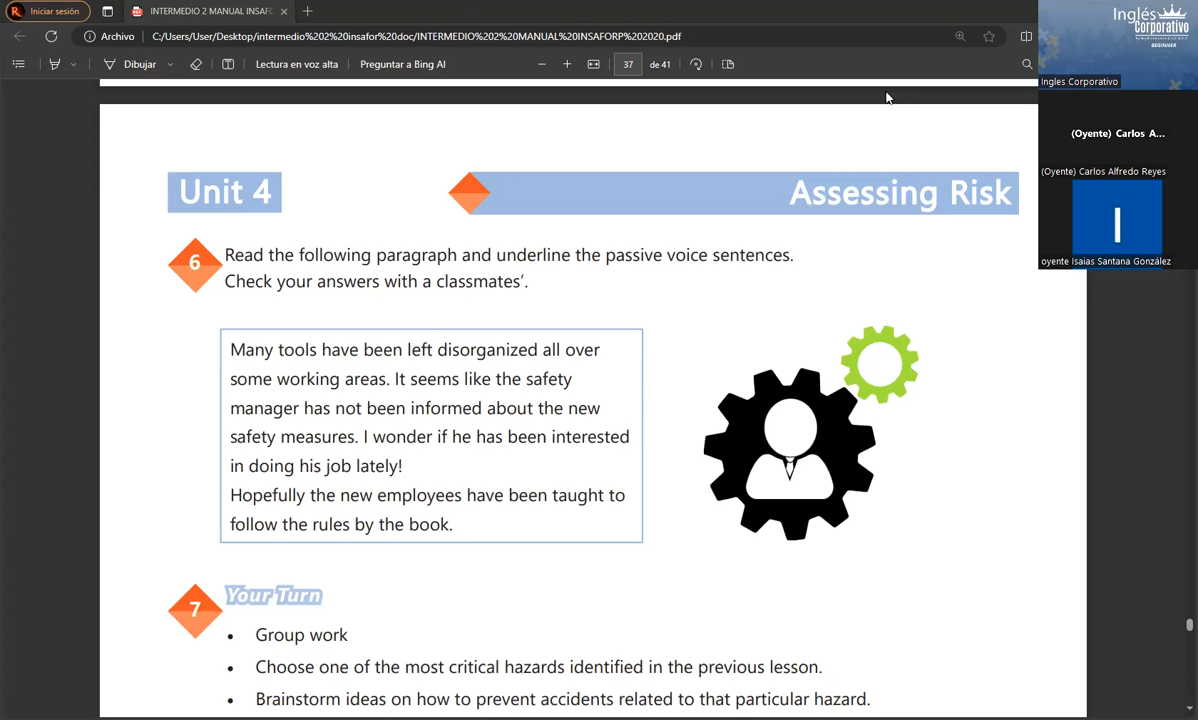 Iniciar sesión
INTERMEDIO 2 MANUAL INSAFO
Archivo
C:/Users/User/Desktop/intermedio%202%20insafor%20doc/INTERMEDIO%202%20MANUAL%20INSAFORP%202020.pdf
Dibujar
Lectura en voz alta
Preguntar a Bing AI
37
de 41
Inglés
Corporativo
BEGINNER
Ingles Corporativo
(Oyente) Carlos A...
(Oyente) Carlos Alfredo Reyes
I
oyente Isaias Santana González
Unit 4
Assessing Risk
6
Read the following paragraph and underline the passive voice sentences.
Check your answers with a classmates’.
Many tools have been left disorganized all over
some working areas. It seems like the safety
manager has not been informed about the new
safety measures. I wonder if he has been interested
in doing his job lately!
Hopefully the new employees have been taught to
follow the rules by the book.
7
Your Turn
• Group work
• Choose one of the most critical hazards identified in the previous lesson.
• Brainstorm ideas on how to prevent accidents related to that particular hazard.